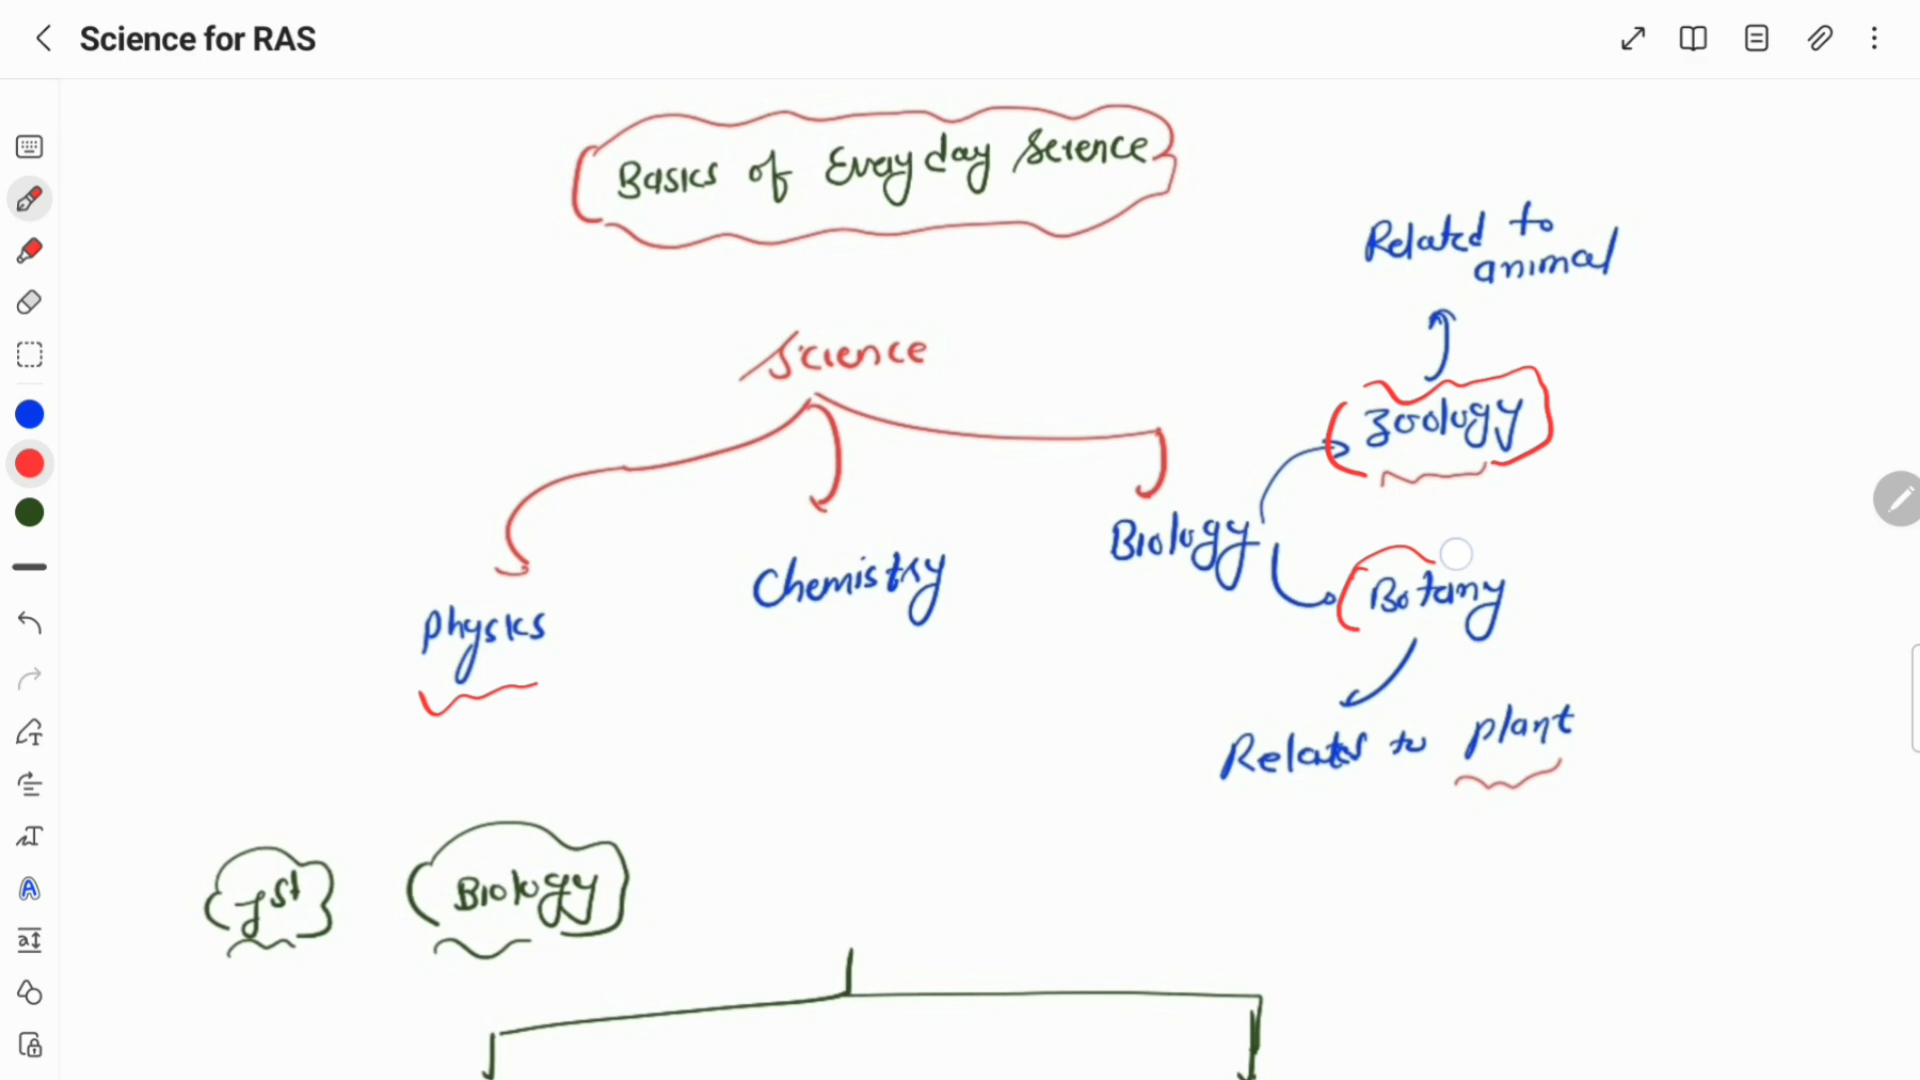 Science for RAS
Basics of Everyday Science
Related to
animal
Science
Zoology
Biology
Chemistry
Botany
Physics
Relates to plant
1st
Biology